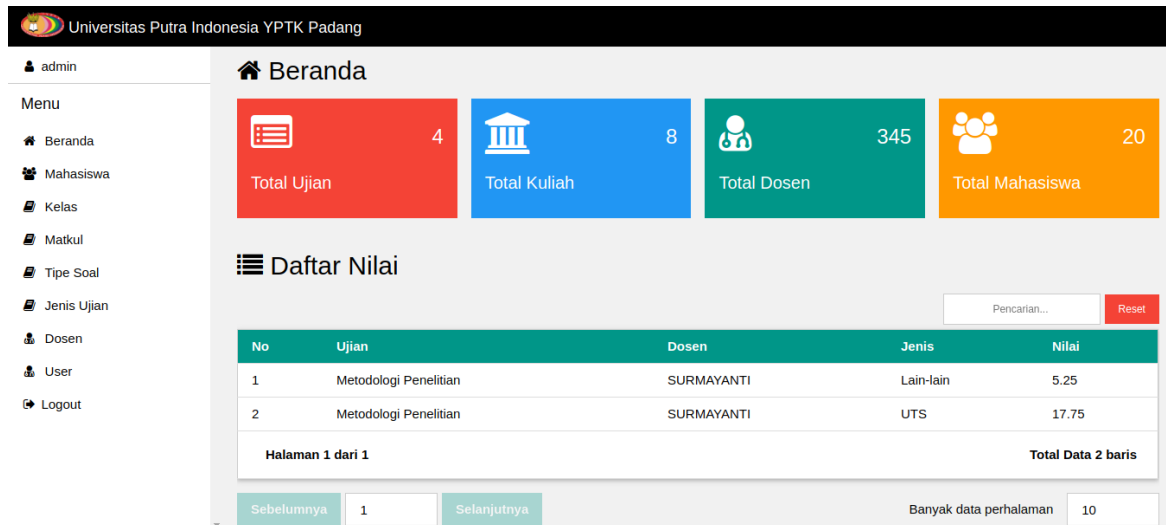 Universitas Putra Indonesia YPTK Padang
admin
Menu
Beranda
Mahasiswa
Kelas
Matkul
Tipe Soal
Jenis Ujian
Dosen
User
Logout
Beranda
4
Total Ujian
8
Total Kuliah
345
Total Dosen
20
Total Mahasiswa
Daftar Nilai
Pencarian... Reset
No Ujian Dosen Jenis Nilai
1 Metodologi Penelitian SURMAYANTI Lain-lain 5.25
2 Metodologi Penelitian SURMAYANTI UTS 17.75
Halaman 1 dari 1 Total Data 2 baris
Sebelumnya 1 Selanjutnya Banyak data perhalaman 10